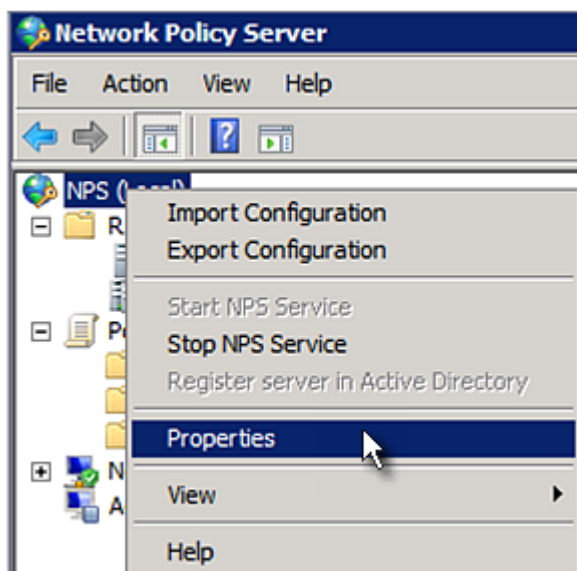 Network Policy Server
File Action View Help
NPS (Local)
Import Configuration
Export Configuration
Start NPS Service
Stop NPS Service
Register server in Active Directory
Properties
View
Help